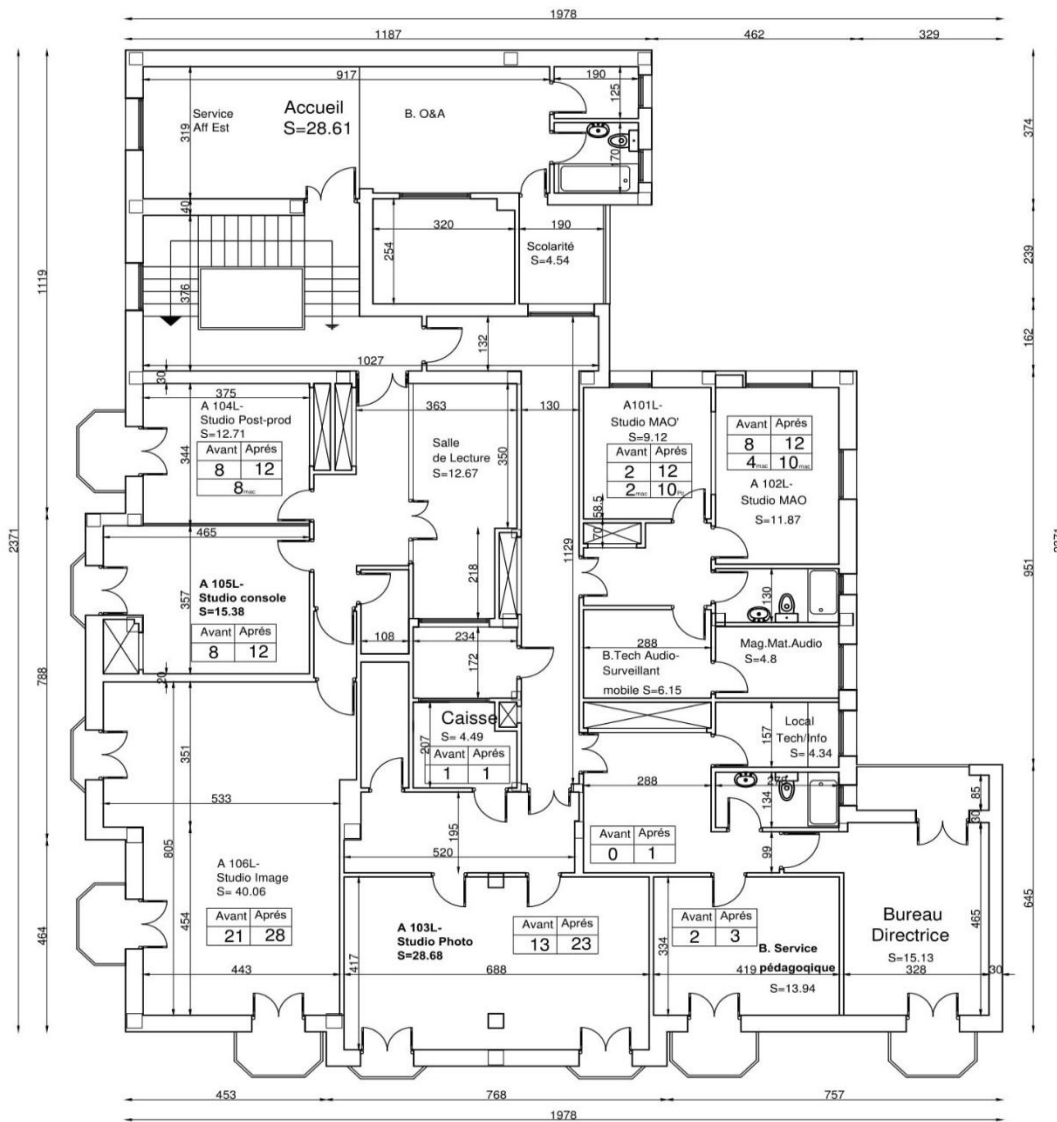 1978
1187 462 329
917
190
125
Service
Aff Est
Accueil
S=28.61
B. O&A
319
170
374
40
320
190
254
Scolarité
S=4.54
239
376
1119
132
162
1027
30
375
363
130
A 104L-
Studio Post-prod
S=12.71
Avant Aprés
8 12
8mac
344
Salle
de Lecture
S=12.67
350
A101L-
Studio MAO'
S=9.12
Avant Aprés
2 12
2mac
58.5
Avant Aprés
8 12
4mac 10mac
A 102L-
Studio MAO
S=11.87
70
465
2371
1129
951
218
357
A 105L-
Studio console
S=15.38
Avant Aprés
8 12
130
108
234
172
288
B.Tech Audio-
Surveillant
mobile S=6.15
Mag.Mat.Audio
S=4.8
788
20
Caisse
S= 4.49
Avant Aprés
1 1
207
157
Local
Tech/Info
S= 4.34
351
288
134
85
30
533
195
520
Avant Aprés
0 1
99
805
A 106L-
Studio Image
S= 40.06
Avant Aprés
21 28
454
464
A 103L-
Studio Photo
S=28.68
Avant Aprés
13 23
417
688
443
Avant Aprés
2 3
334
B. Service
419 pédagoqique
S=13.94
Bureau
Directrice
S=15.13
328
30
465
645
453 768 757
1978